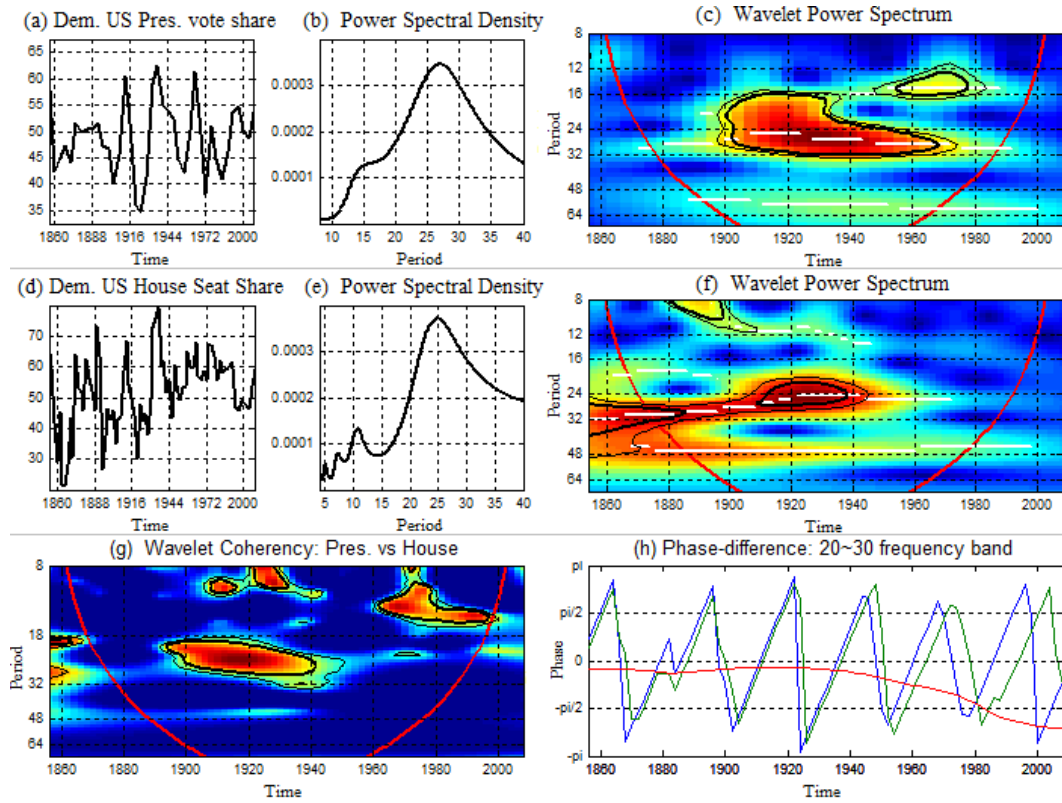 (a). Dem. US Pres. vote share
65
60
55
50
45
40
35
1860 1888 1916 1944 1972 2000
Time
(b) Power Spectral Density
0.0003
0.0002
0.0001
10 15 20 25 30 35 40
Period
(c) Wavelet Power Spectrum
Period
8
12
16
24
32
48
64
1860 1880 1900 1920 1940 1960 1980 2000
Time
(d) Dem. US House Seat Share
70
60
50
40
30
1860 1888 1916 1944 1972 2000
Time
(e) Power Spectral Density
0.0003
0.0002
0.0001
5 10 15 20 25 30 35 40
Period
(f) Wavelet Power Spectrum
Period
8
12
16
24
32
48
64
1860 1880 1900 1920 1940 1960 1980 2000
Time
(g) Wavelet Coherency: Pres. vs House
Period
8
18
32
48
64
1860 1880 1900 1920 1940 1960 1980 2000
Time
(h) Phase-difference: 20~30 frequency band
Phase
pi
pi/2
0
-pi/2
-pi
1860 1880 1900 1920 1940 1960 1980 2000
Time